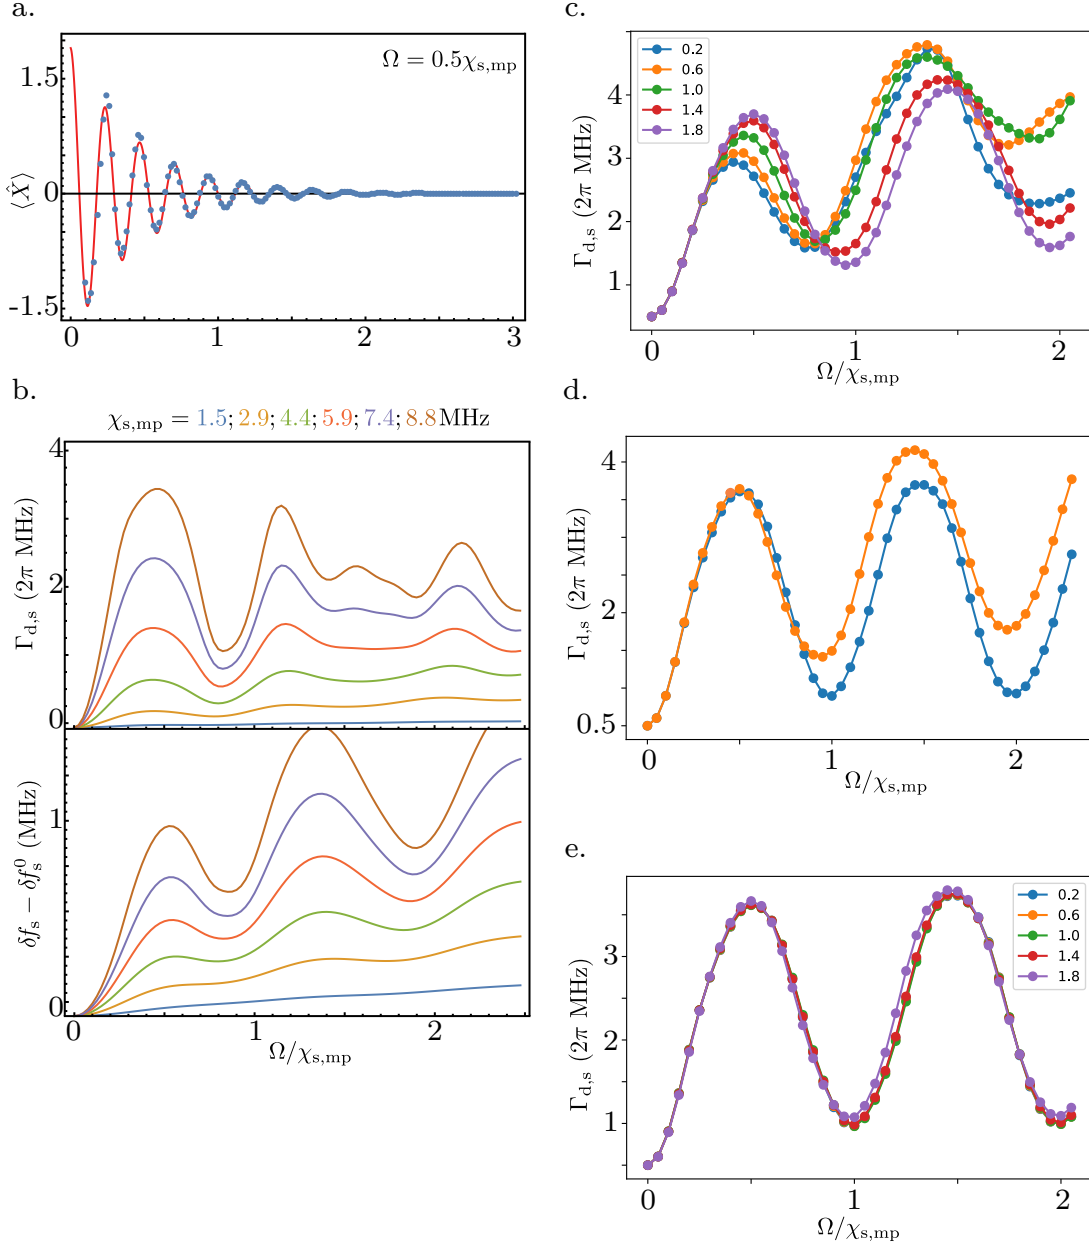 a.
Ω = 0.5χs,mp
1.5
0
-1.5
⟨X̂⟩
0 1 2 3
b.
χs,mp = 1.5; 2.9; 4.4; 5.9; 7.4; 8.8 MHz
4
2
0
Γd,s (2π MHz)
1
0
δfs − δfs0 (MHz)
0 1 2
Ω/χs,mp
c.
0.2
0.6
1.0
1.4
1.8
4
3
2
1
Γd,s (2π MHz)
0 1 2
Ω/χs,mp
d.
4
2
0.5
Γd,s (2π MHz)
0 1 2
Ω/χs,mp
e.
0.2
0.6
1.0
1.4
1.8
3
2
1
Γd,s (2π MHz)
0 1 2
Ω/χs,mp